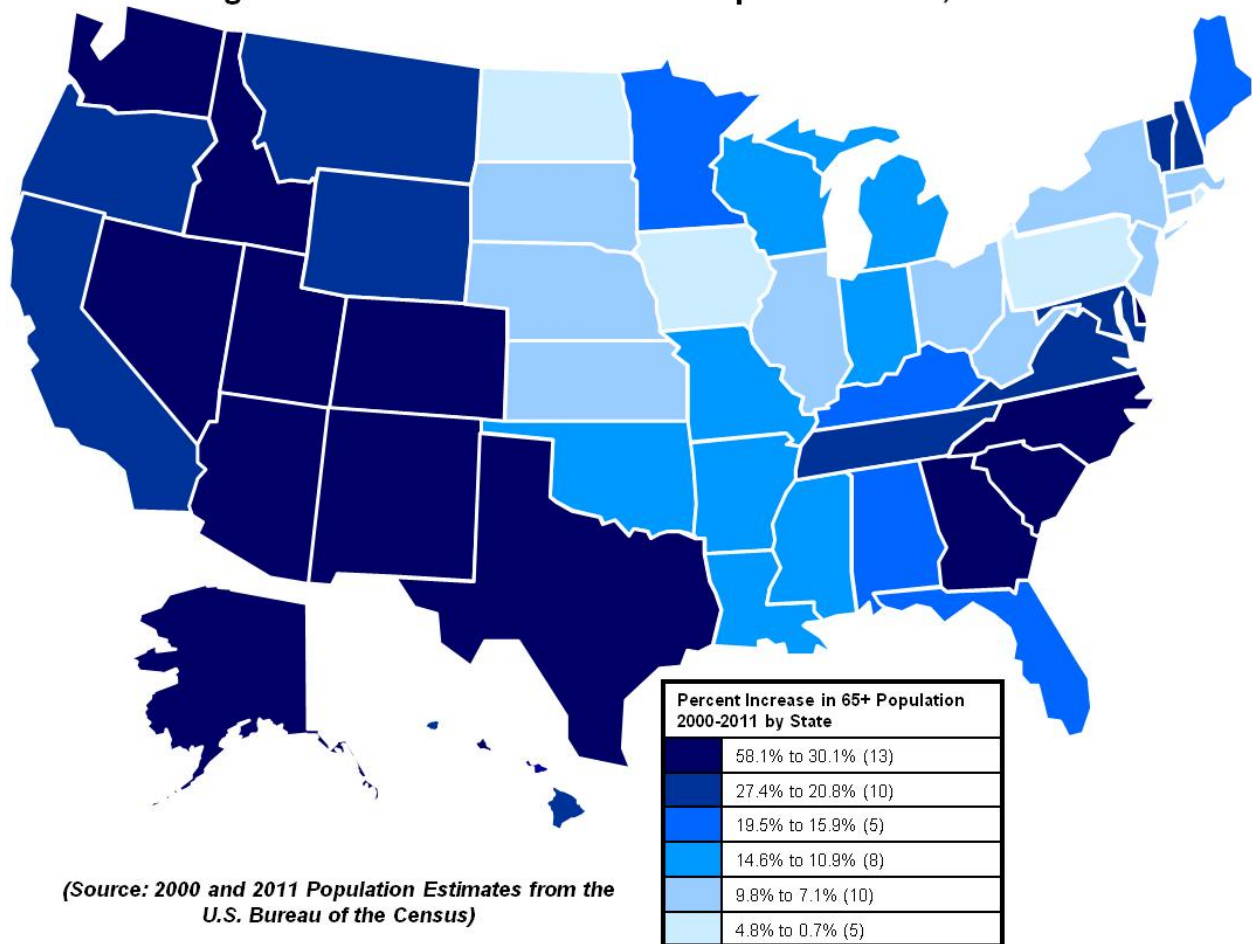 Percent Increase in 65+ Population
2000-2011 by State
58.1% to 30.1% (13)
27.4% to 20.8% (10)
19.5% to 15.9% (5)
14.6% to 10.9% (8)
9.8% to 7.1% (10)
4.8% to 0.7% (5)
(Source: 2000 and 2011 Population Estimates from the
U.S. Bureau of the Census)